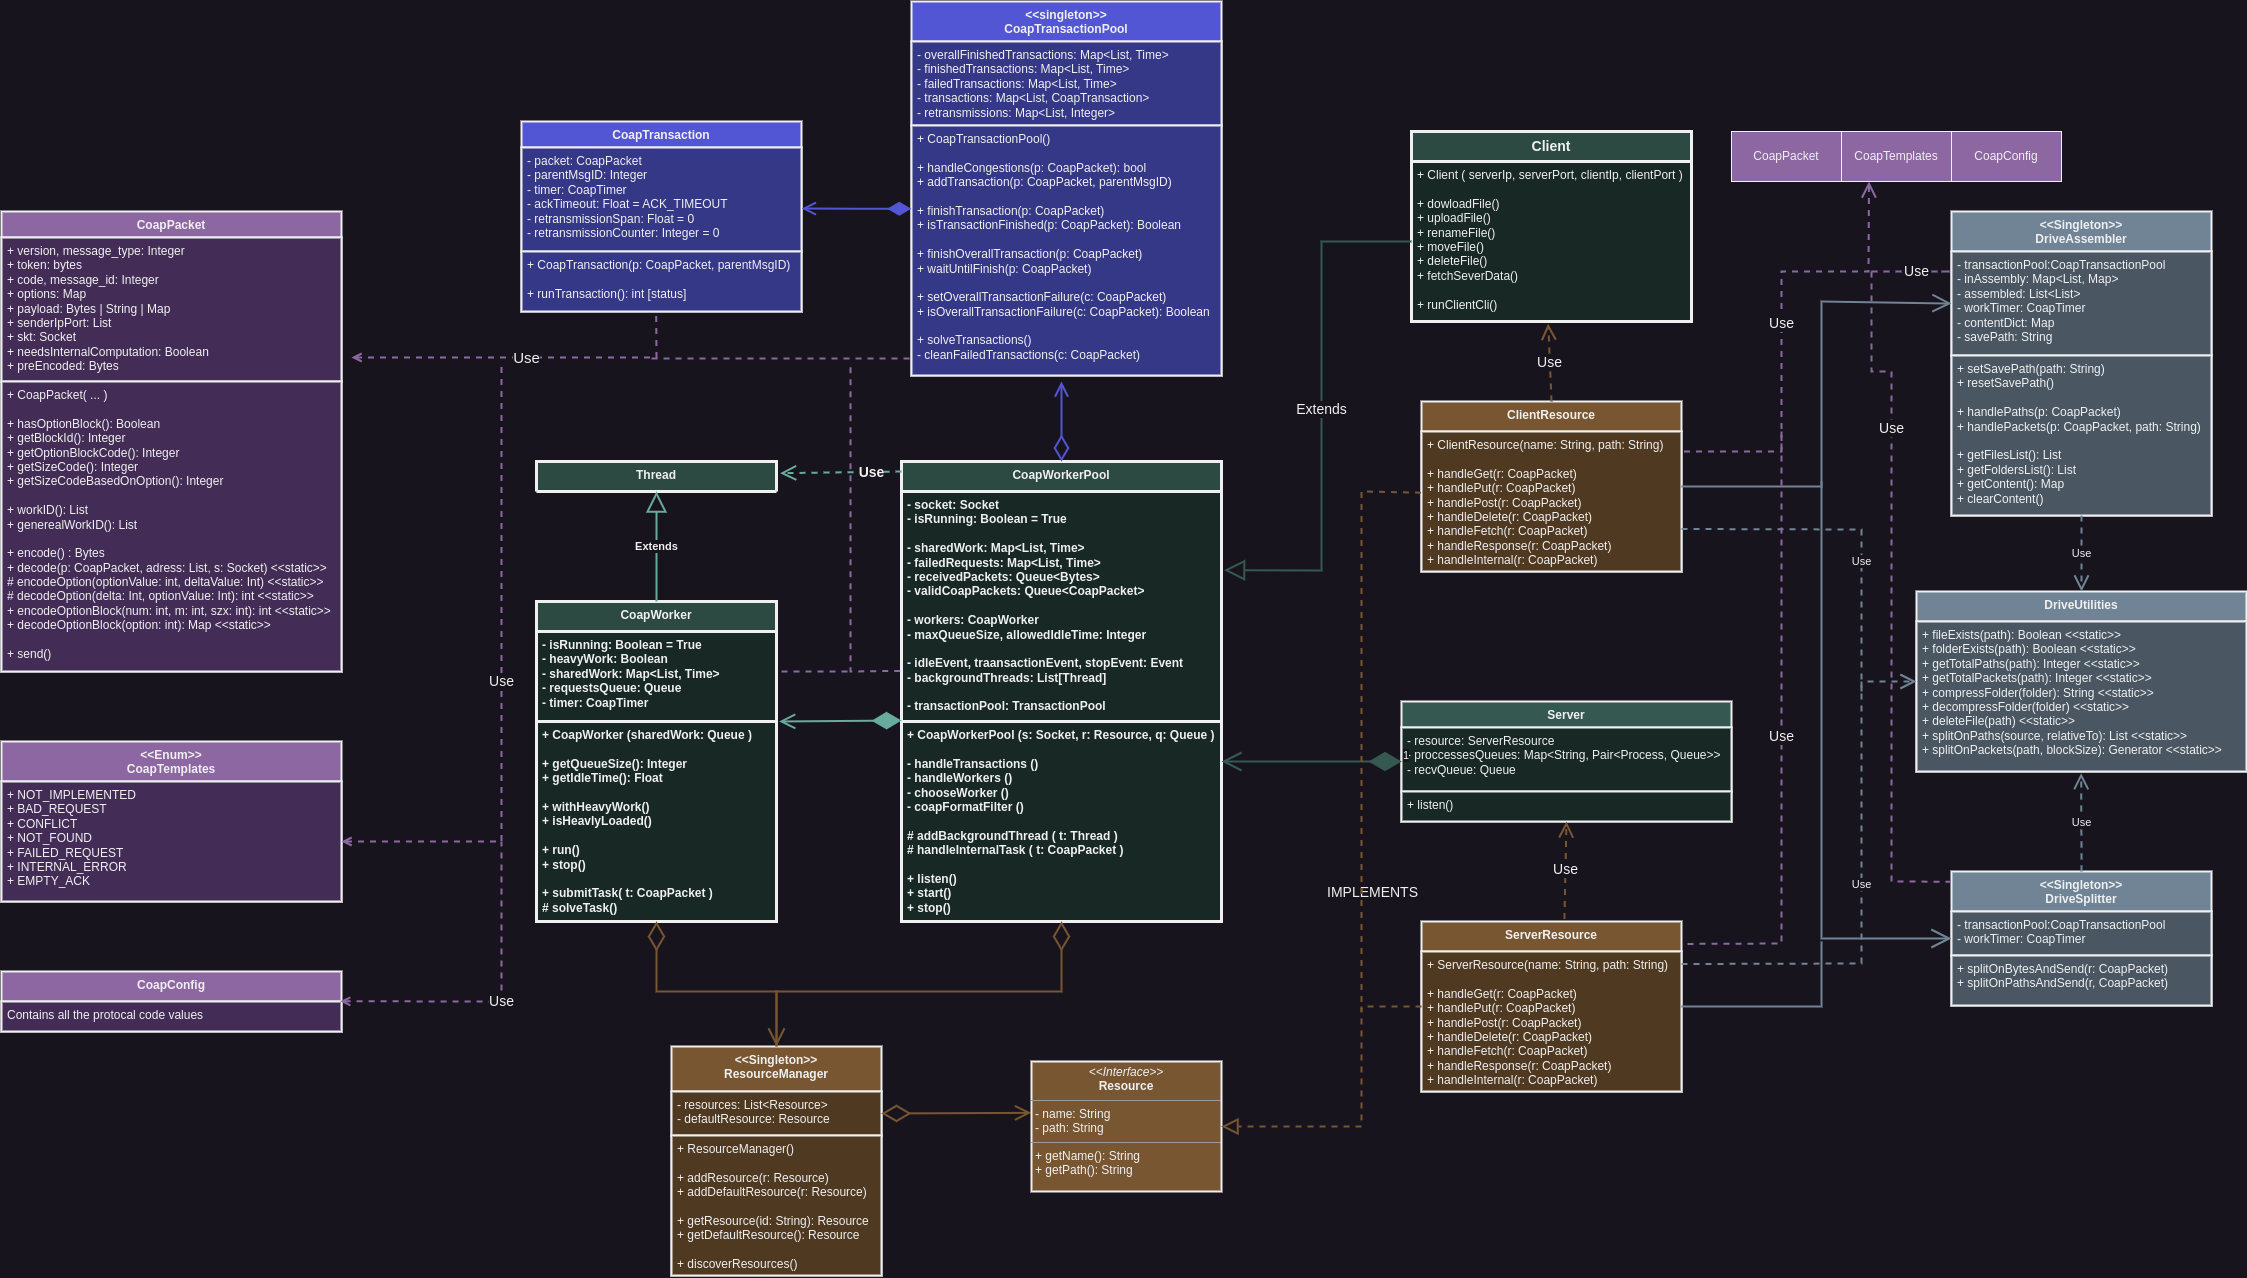 <<singleton>>
CoapTransactionPool
- overallFinishedTransactions: Map<List, Time>
- finishedTransactions: Map<List, Time>
- failedTransactions: Map<List, Time>
- transactions: Map<List, CoapTransaction>
- retransmissions: Map<List, Integer>
+ CoapTransactionPool()
+ handleCongestions(p: CoapPacket): bool
+ addTransaction(p: CoapPacket, parentMsgID)
+ finishTransaction(p: CoapPacket)
+ isTransactionFinished(p: CoapPacket): Boolean
+ finishOverallTransaction(p: CoapPacket)
+ waitUntilFinish(p: CoapPacket)
+ setOverallTransactionFailure(c: CoapPacket)
+ isOverallTransactionFailure(c: CoapPacket): Boolean
+ solveTransactions()
- cleanFailedTransactions(c: CoapPacket)
CoapTransaction
- packet: CoapPacket
- parentMsgID: Integer
- timer: CoapTimer
- ackTimeout: Float = ACK_TIMEOUT
- retransmissionSpan: Float = 0
- retransmissionCounter: Integer = 0
+ CoapTransaction(p: CoapPacket, parentMsgID)
+ runTransaction(): int [status]
CoapPacket
+ version, message_type: Integer
+ token: bytes
+ code, message_id: Integer
+ options: Map
+ payload: Bytes | String | Map
+ senderIpPort: List
+ skt: Socket
+ needsInternalComputation: Boolean
+ preEncoded: Bytes
+ CoapPacket( ... )
+ hasOptionBlock(): Boolean
+ getBlockId(): Integer
+ getOptionBlockCode(): Integer
+ getSizeCode(): Integer
+ getSizeCodeBasedOnOption(): Integer
+ workID(): List
+ generealWorkID(): List
+ encode() : Bytes
+ decode(p: CoapPacket, adress: List, s: Socket) <<static>>
# encodeOption(optionValue: int, deltaValue: Int) <<static>>
# decodeOption(delta: Int, optionValue: Int): int <<static>>
+ encodeOptionBlock(num: int, m: int, szx: int): int <<static>>
+ decodeOptionBlock(option: int): Map <<static>>
+ send()
Use
Use
Use
<<Enum>>
CoapTemplates
+ NOT_IMPLEMENTED
+ BAD_REQUEST
+ CONFLICT
+ NOT_FOUND
+ FAILED_REQUEST
+ INTERNAL_ERROR
+ EMPTY_ACK
CoapConfig
Contains all the protocal code values
Thread
Use
Extends
CoapWorker
- isRunning: Boolean = True
- heavyWork: Boolean
- sharedWork: Map<List, Time>
- requestsQueue: Queue
- timer: CoapTimer
+ CoapWorker (sharedWork: Queue )
+ getQueueSize(): Integer
+ getIdleTime(): Float
+ withHeavyWork()
+ isHeavlyLoaded()
+ run()
+ stop()
+ submitTask( t: CoapPacket )
# solveTask()
CoapWorkerPool
- socket: Socket
- isRunning: Boolean = True
- sharedWork: Map<List, Time>
- failedRequests: Map<List, Time>
- receivedPackets: Queue<Bytes>
- validCoapPackets: Queue<CoapPacket>
- workers: CoapWorker
- maxQueueSize, allowedIdleTime: Integer
- idleEvent, traansactionEvent, stopEvent: Event
- backgroundThreads: List[Thread]
- transactionPool: TransactionPool
+ CoapWorkerPool (s: Socket, r: Resource, q: Queue )
- handleTransactions ()
- handleWorkers ()
- chooseWorker ()
- coapFormatFilter ()
# addBackgroundThread ( t: Thread )
# handleInternalTask ( t: CoapPacket )
+ listen()
+ start()
+ stop()
<<Singleton>>
ResourceManager
- resources: List<Resource>
- defaultResource: Resource
+ ResourceManager()
+ addResource(r: Resource)
+ addDefaultResource(r: Resource)
+ getResource(id: String): Resource
+ getDefaultResource(): Resource
+ discoverResources()
<<Interface>>
Resource
- name: String
- path: String
+ getName(): String
+ getPath(): String
Client
+ Client ( serverIp, serverPort, clientIp, clientPort )
+ dowloadFile()
+ uploadFile()
+ renameFile()
+ moveFile()
+ deleteFile()
+ fetchSeverData()
+ runClientCli()
Extends
Use
ClientResource
+ ClientResource(name: String, path: String)
+ handleGet(r: CoapPacket)
+ handlePut(r: CoapPacket)
+ handlePost(r: CoapPacket)
+ handleDelete(r: CoapPacket)
+ handleFetch(r: CoapPacket)
+ handleResponse(r: CoapPacket)
+ handleInternal(r: CoapPacket)
Server
- resource: ServerResource
1- proccessesQueues: Map<String, Pair<Process, Queue>>
- recvQueue: Queue
+ listen()
Use
IMPLEMENTS
ServerResource
+ ServerResource(name: String, path: String)
+ handleGet(r: CoapPacket)
+ handlePut(r: CoapPacket)
+ handlePost(r: CoapPacket)
+ handleDelete(r: CoapPacket)
+ handleFetch(r: CoapPacket)
+ handleResponse(r: CoapPacket)
+ handleInternal(r: CoapPacket)
CoapPacket
CoapTemplates
CoapConfig
Use
Use
Use
Use
Use
Use
<<Singleton>>
DriveAssembler
- transactionPool:CoapTransactionPool
- inAssembly: Map<List, Map>
- assembled: List<List>
- workTimer: CoapTimer
- contentDict: Map
- savePath: String
+ setSavePath(path: String)
+ resetSavePath()
+ handlePaths(p: CoapPacket)
+ handlePackets(p: CoapPacket, path: String)
+ getFilesList(): List
+ getFoldersList(): List
+ getContent(): Map
+ clearContent()
Use
DriveUtilities
+ fileExists(path): Boolean <<static>>
+ folderExists(path): Boolean <<static>>
+ getTotalPaths(path): Integer <<static>>
+ getTotalPackets(path): Integer <<static>>
+ compressFolder(folder): String <<static>>
+ decompressFolder(folder) <<static>>
+ deleteFile(path) <<static>>
+ splitOnPaths(source, relativeTo): List <<static>>
+ splitOnPackets(path, blockSize): Generator <<static>>
Use
<<Singleton>>
DriveSplitter
- transactionPool:CoapTransactionPool
- workTimer: CoapTimer
+ splitOnBytesAndSend(r: CoapPacket)
+ splitOnPathsAndSend(r, CoapPacket)